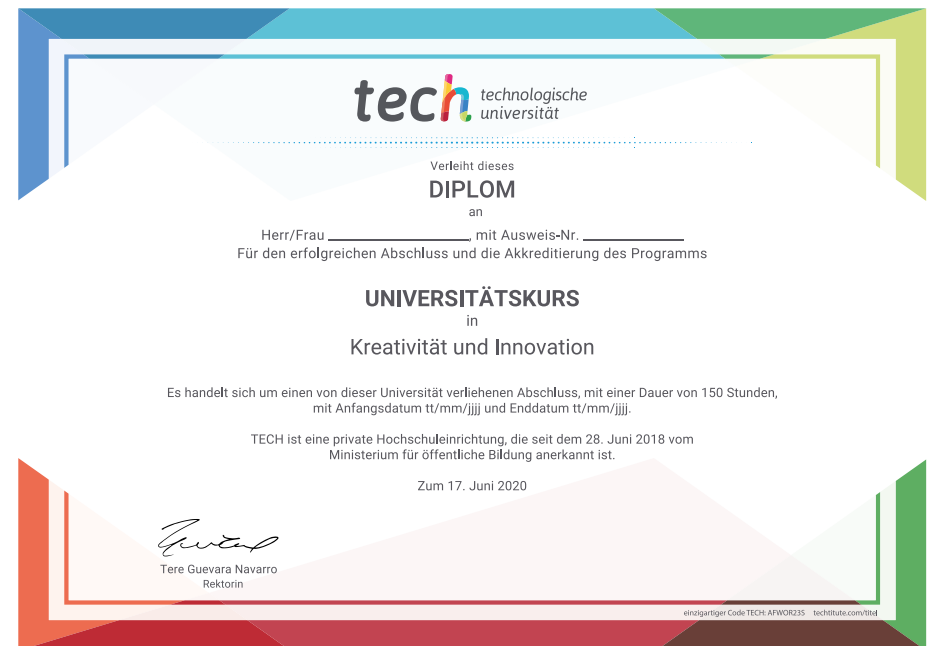 tech technologische
universität
Verleiht dieses
DIPLOM
an
Herr/Frau ____________________, mit Ausweis-Nr. ______________
Für den erfolgreichen Abschluss und die Akkreditierung des Programms
UNIVERSITÄTSKURS
in
Kreativität und Innovation
Es handelt sich um einen von dieser Universität verliehenen Abschluss, mit einer Dauer von 150 Stunden,
mit Anfangsdatum tt/mm/jjjj und Enddatum tt/mm/jjjj.
TECH ist eine private Hochschuleinrichtung, die seit dem 28. Juni 2018 vom
Ministerium für öffentliche Bildung anerkannt ist.
Zum 17. Juni 2020
Tere Guevara Navarro
Rektorin
einzigartiger Code TECH: AFWOR23S techtitute.com/titel